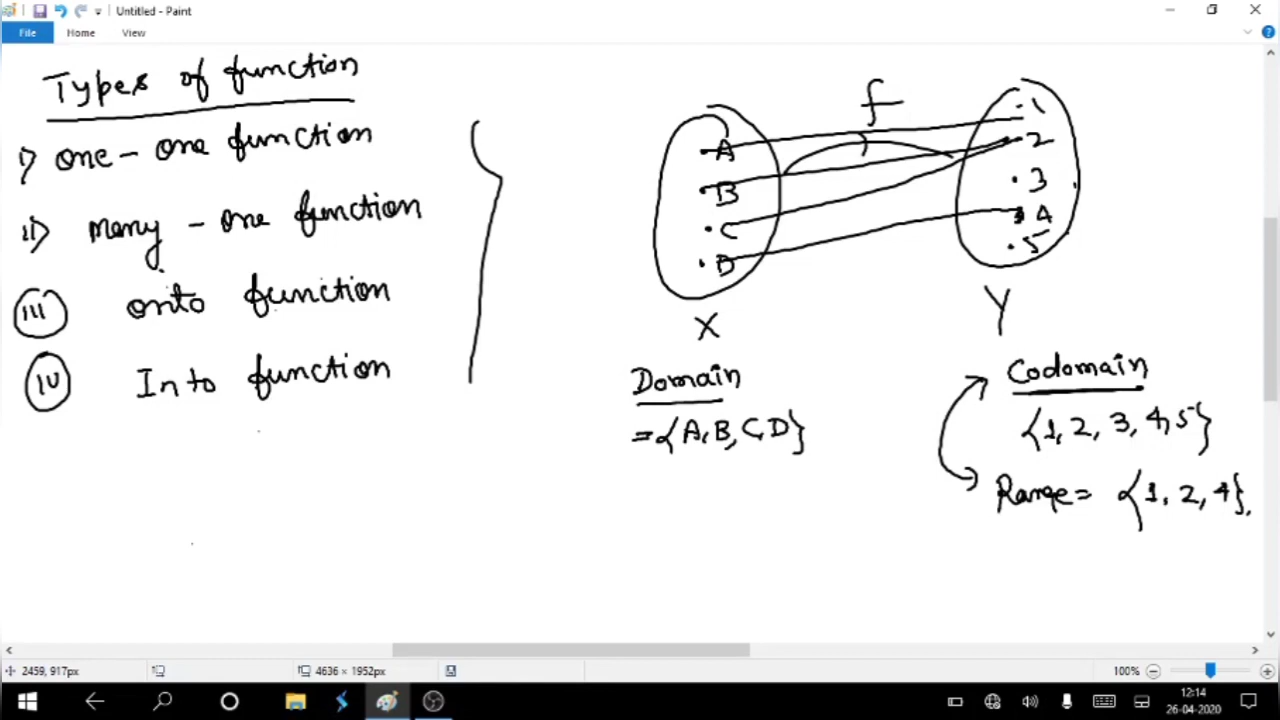 Untitled - Paint
File Home View
Types of function
i) one - one function
ii) Many - one function
III onto function
IV Into function
f
A
B
C
D
1
2
3
4
5
X
Y
Domain
= {A, B, C, D}
Codomain
{1, 2, 3, 4, 5}
Range = {1, 2, 4}.
2459, 917px
4636 × 1952px
100%
12:14
26-04-2020